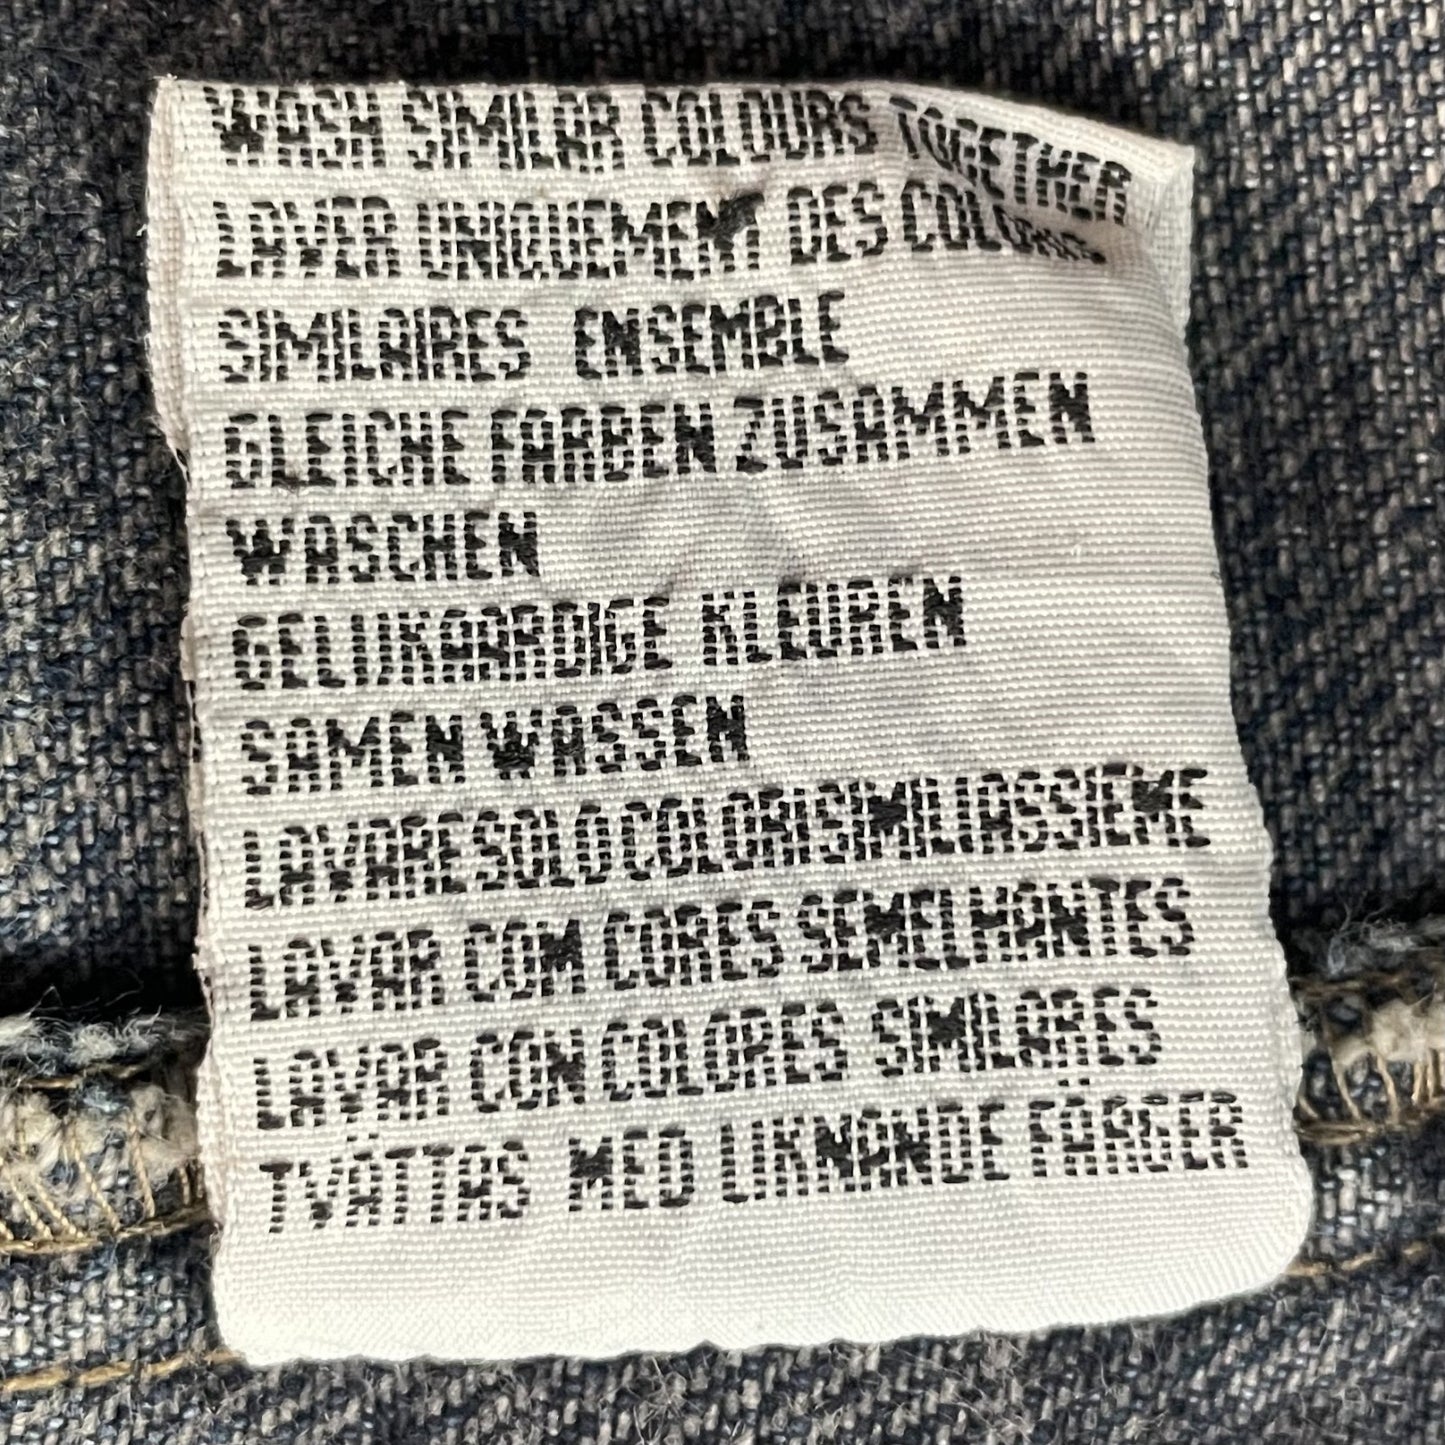 WASH SIMILAR COLOURS TOGETHER
LAVER UNIQUEMENT DES COLORIS
SIMILAIRES ENSEMBLE
GLEICHE FARBEN ZUSAMMEN
WASCHEN
GELIJKAARDIGE KLEUREN
SAMEN WASSEN
LAVARE SOLO COLORI SIMILI ASSIEME
LAVAR COM CORES SEMELHANTES
LAVAR CON COLORES SIMILARES
TVÄTTAS MED LIKNANDE FÄRGER